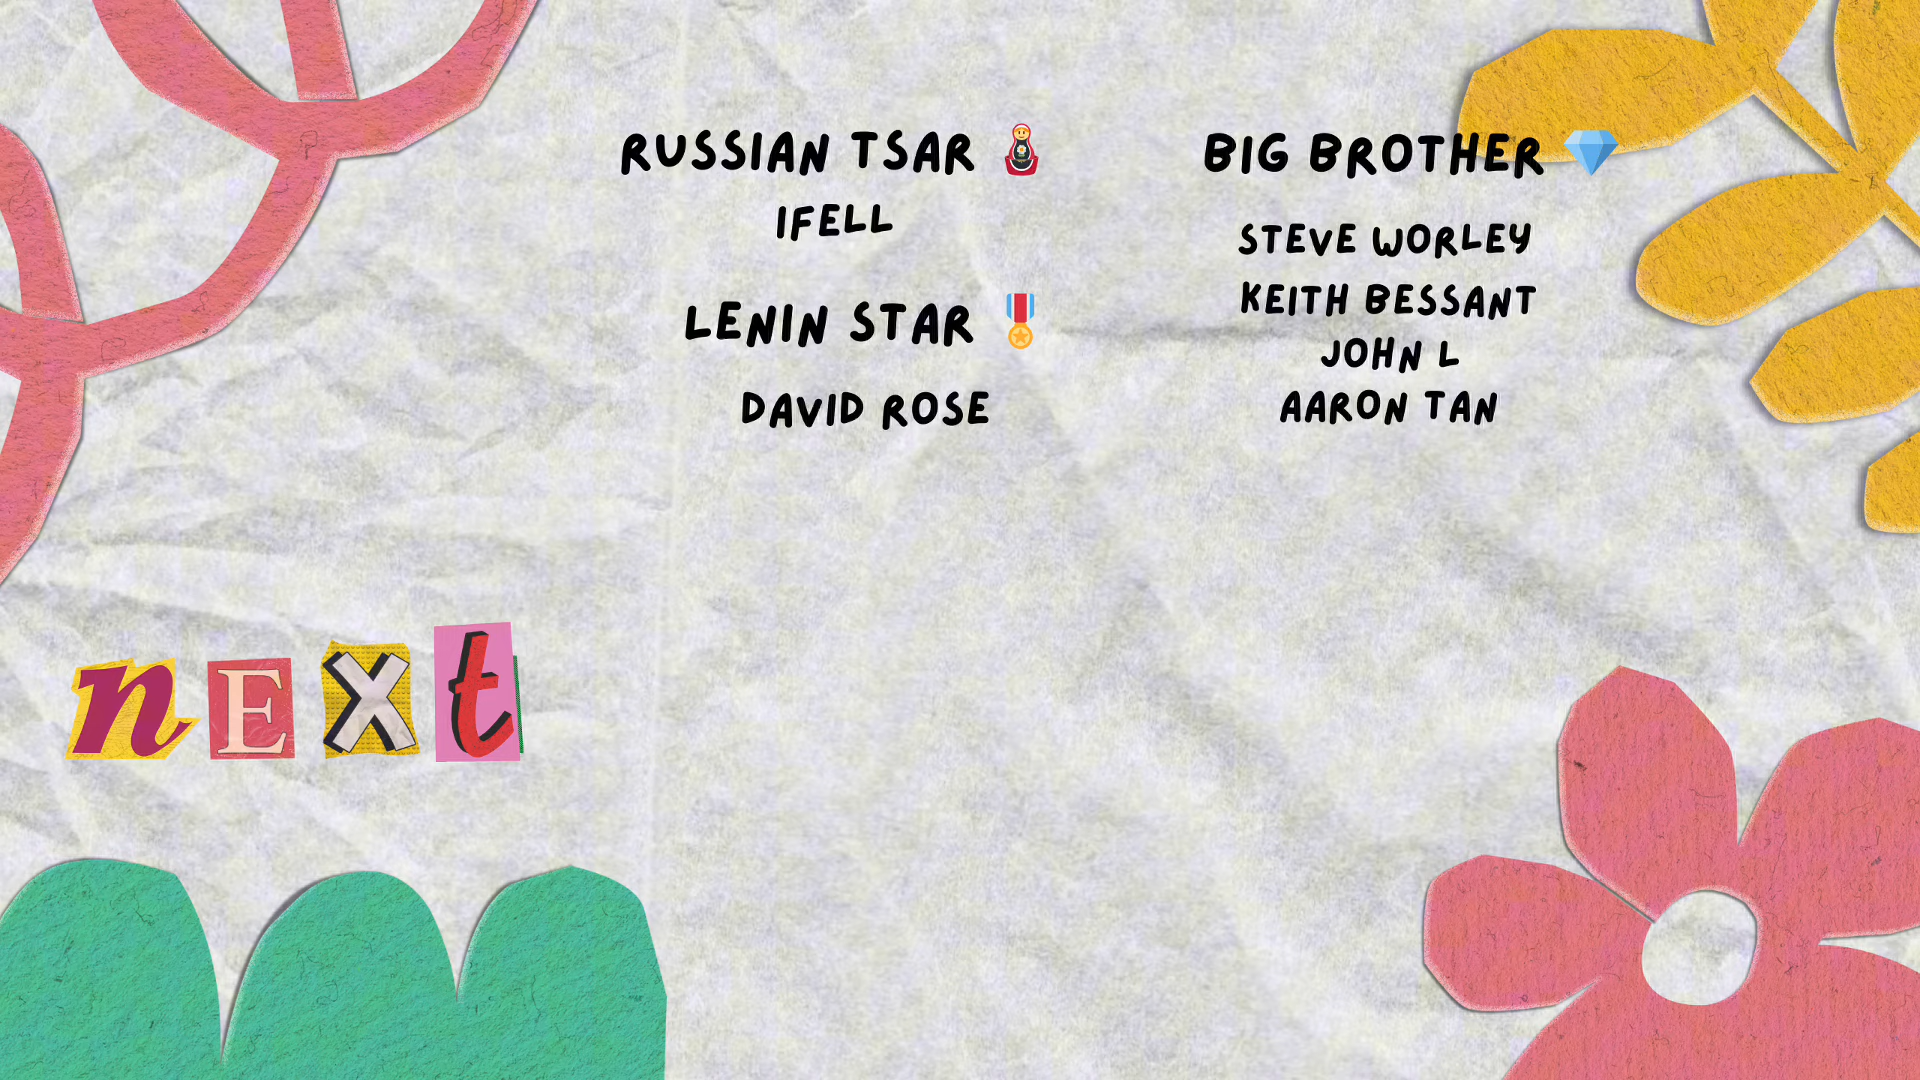 RUSSIAN TSAR 🪆
IFELL
LENIN STAR 🎖️
DAVID ROSE
BIG BROTHER 💎
STEVE WORLEY
KEITH BESSANT
JOHN L
AARON TAN
nEXt